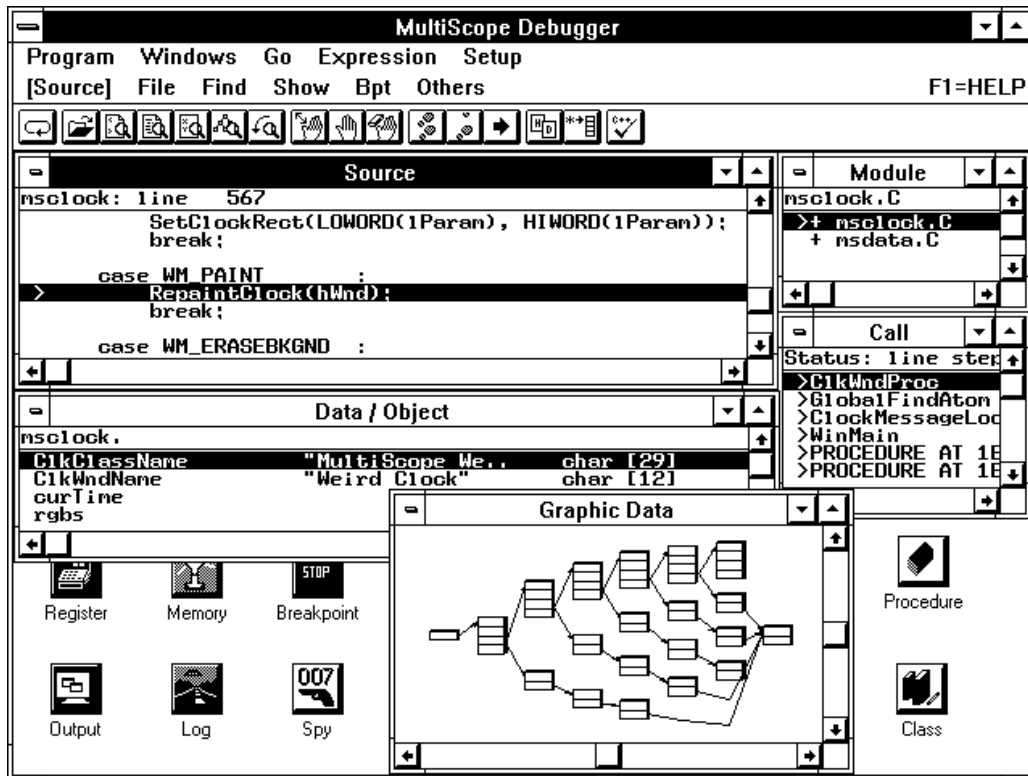 MultiScope Debugger
Program Windows Go Expression Setup
[Source] File Find Show Bpt Others F1=HELP
Source
msclock: line 567
SetClockRect(LOWORD(lParam), HIWORD(lParam));
break;
case WM_PAINT :
> RepaintClock(hWnd);
break;
case WM_ERASEBKGND :
Module
msclock.C
>+ msclock.C
+ msdata.C
Call
Status: line step
>ClkWndProc
>GlobalFindAtom
>ClockMessageLoc
>WinMain
>PROCEDURE AT 1E
>PROCEDURE AT 1E
Data / Object
msclock.
ClkClassName "MultiScope We.. char [29]
ClkWndName "Weird Clock" char [12]
curTime
rgbs
Graphic Data
STOP
Register Memory Breakpoint
Procedure
007
Output Log Spy
Class